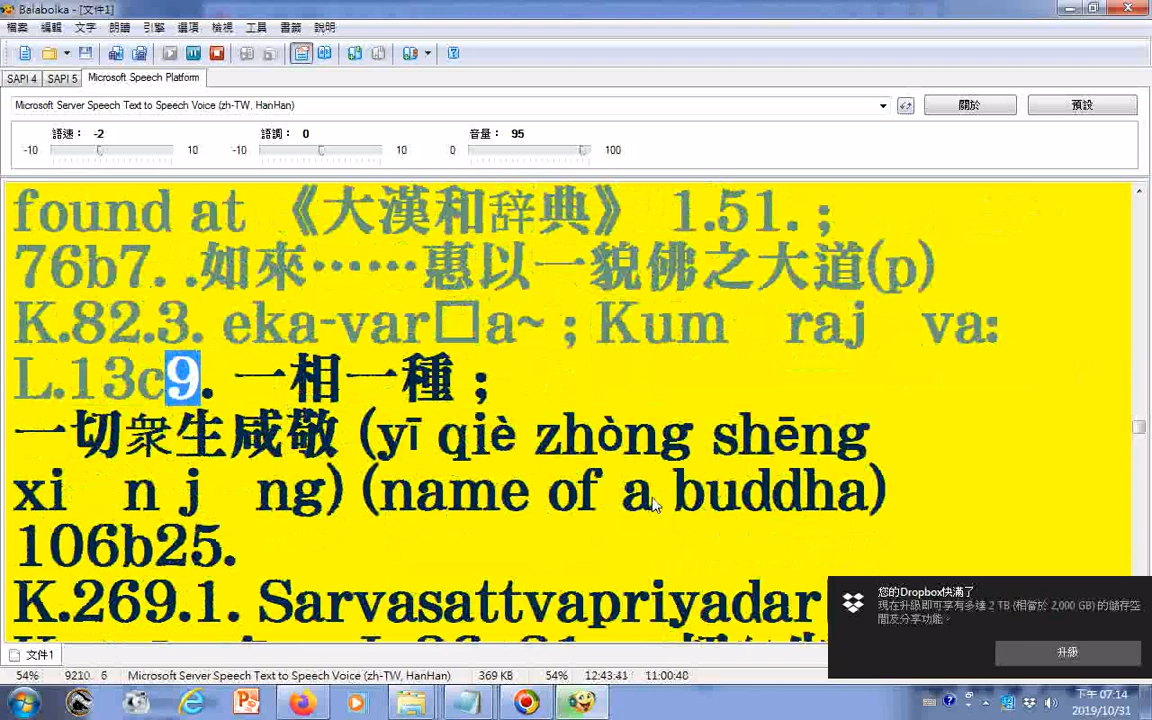 Balabolka - [文件1]
檔案 編輯 文字 朗讀 引擎 選項 檢視 工具 書籤 說明
SAPI 4 SAPI 5 Microsoft Speech Platform
Microsoft Server Speech Text to Speech Voice (zh-TW, HanHan) 關於 預設
語速： -2 語調： 0 音量： 95
-10 10 -10 10 0 100
found at 《大漢和辞典》 1.51. ;
76b7. .如來……惠以一貌佛之大道(p)
K.82.3. eka-var□a~ ; Kum raj va:
L.13c9. 一相一種 ;
一切衆生咸敬 (yī qiè zhòng shēng
xi n j ng) (name of a buddha)
106b25.
K.269.1. Sarvasattvapriyadar
您的Dropbox快滿了
現在升級即可享有多達 2 TB (相當於 2,000 GB) 的儲存空
間及分享功能。
升級
文件1
54% 9210 6 Microsoft Server Speech Text to Speech Voice (zh-TW, HanHan) 369 KB 54% 12:43:41 11:00:48
下午 07:14
2019/10/31